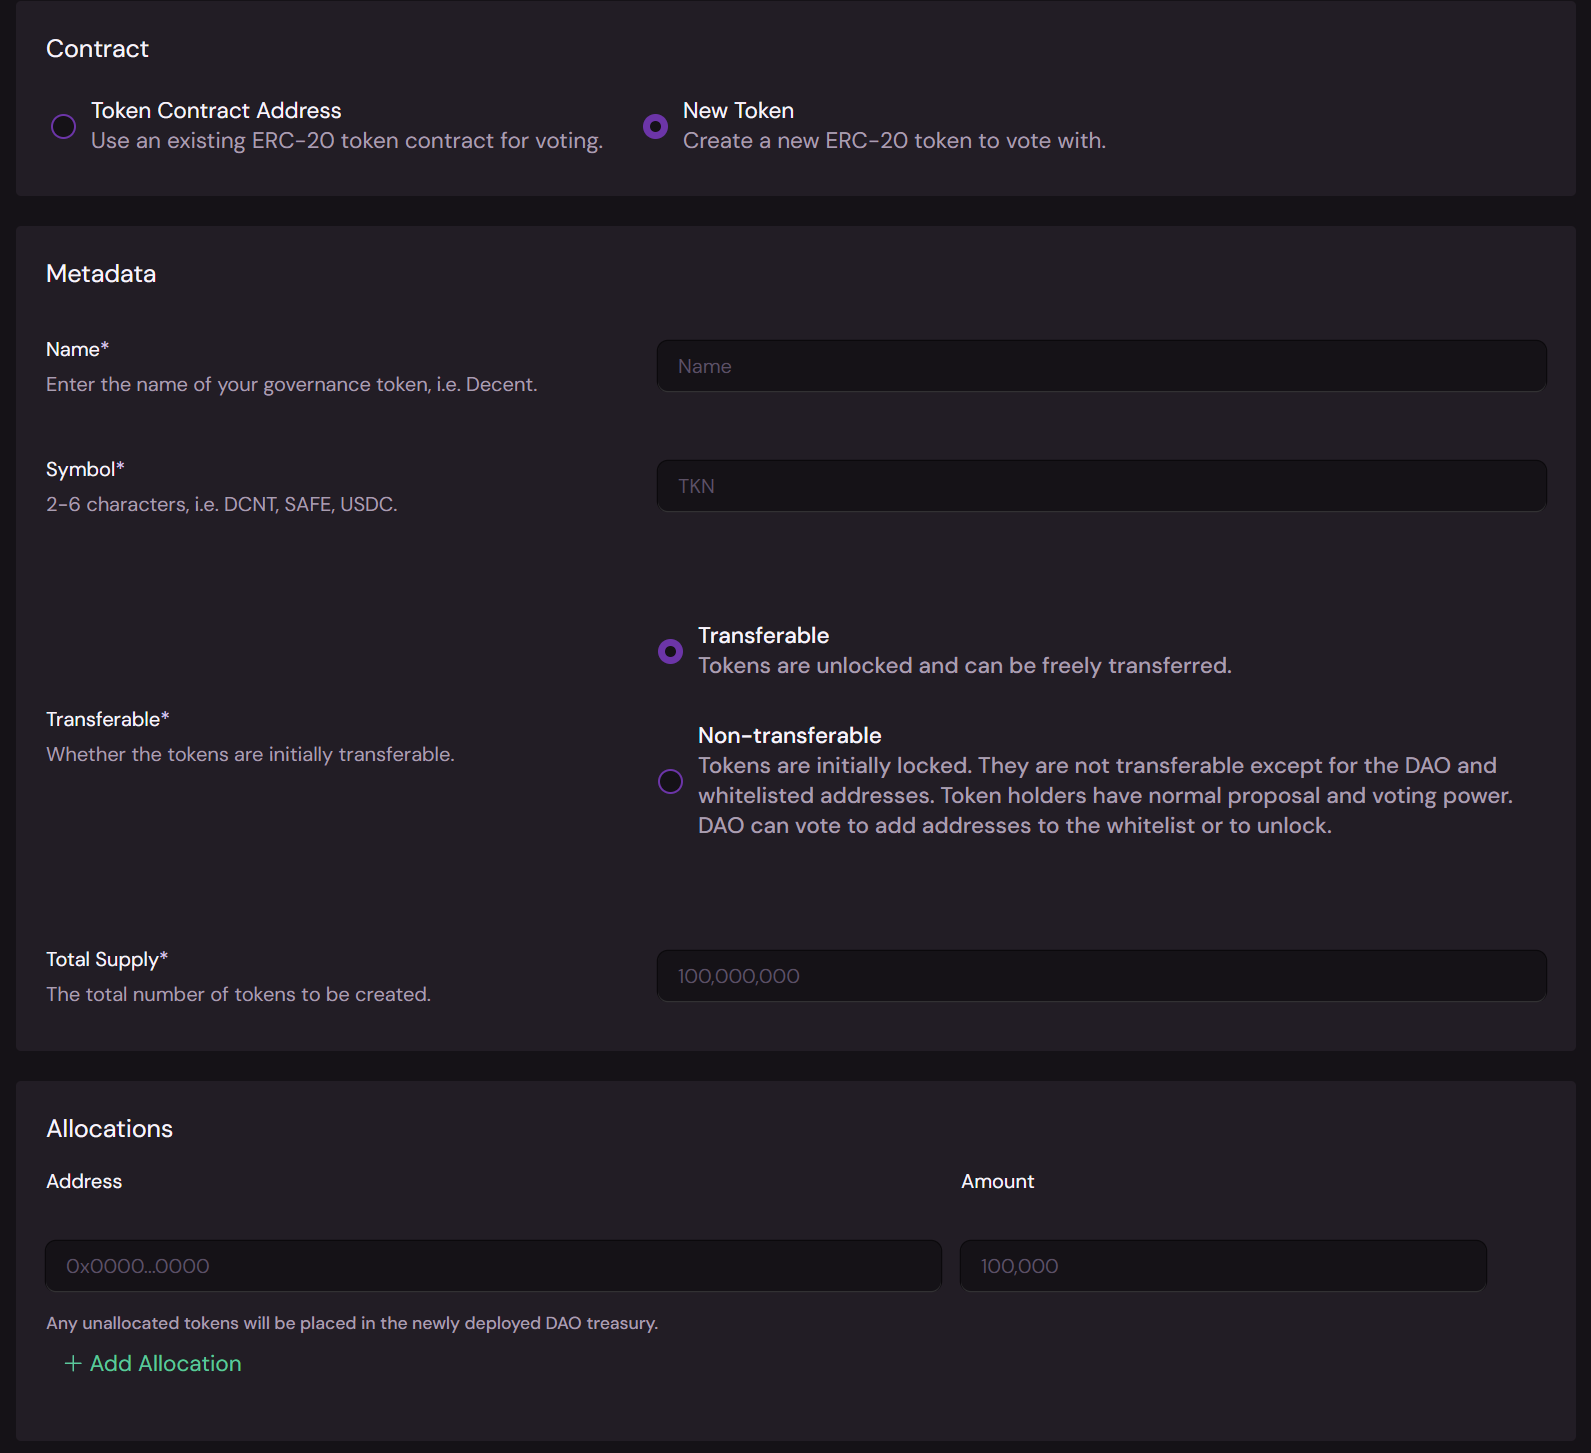 Contract
Token Contract Address
Use an existing ERC-20 token contract for voting.
New Token
Create a new ERC-20 token to vote with.
Metadata
Name*
Enter the name of your governance token, i.e. Decent.
Name
Symbol*
2-6 characters, i.e. DCNT, SAFE, USDC.
TKN
Transferable*
Whether the tokens are initially transferable.
Transferable
Tokens are unlocked and can be freely transferred.
Non-transferable
Tokens are initially locked. They are not transferable except for the DAO and
whitelisted addresses. Token holders have normal proposal and voting power.
DAO can vote to add addresses to the whitelist or to unlock.
Total Supply*
The total number of tokens to be created.
100,000,000
Allocations
Address
Amount
0x0000...0000
100,000
Any unallocated tokens will be placed in the newly deployed DAO treasury.
+ Add Allocation